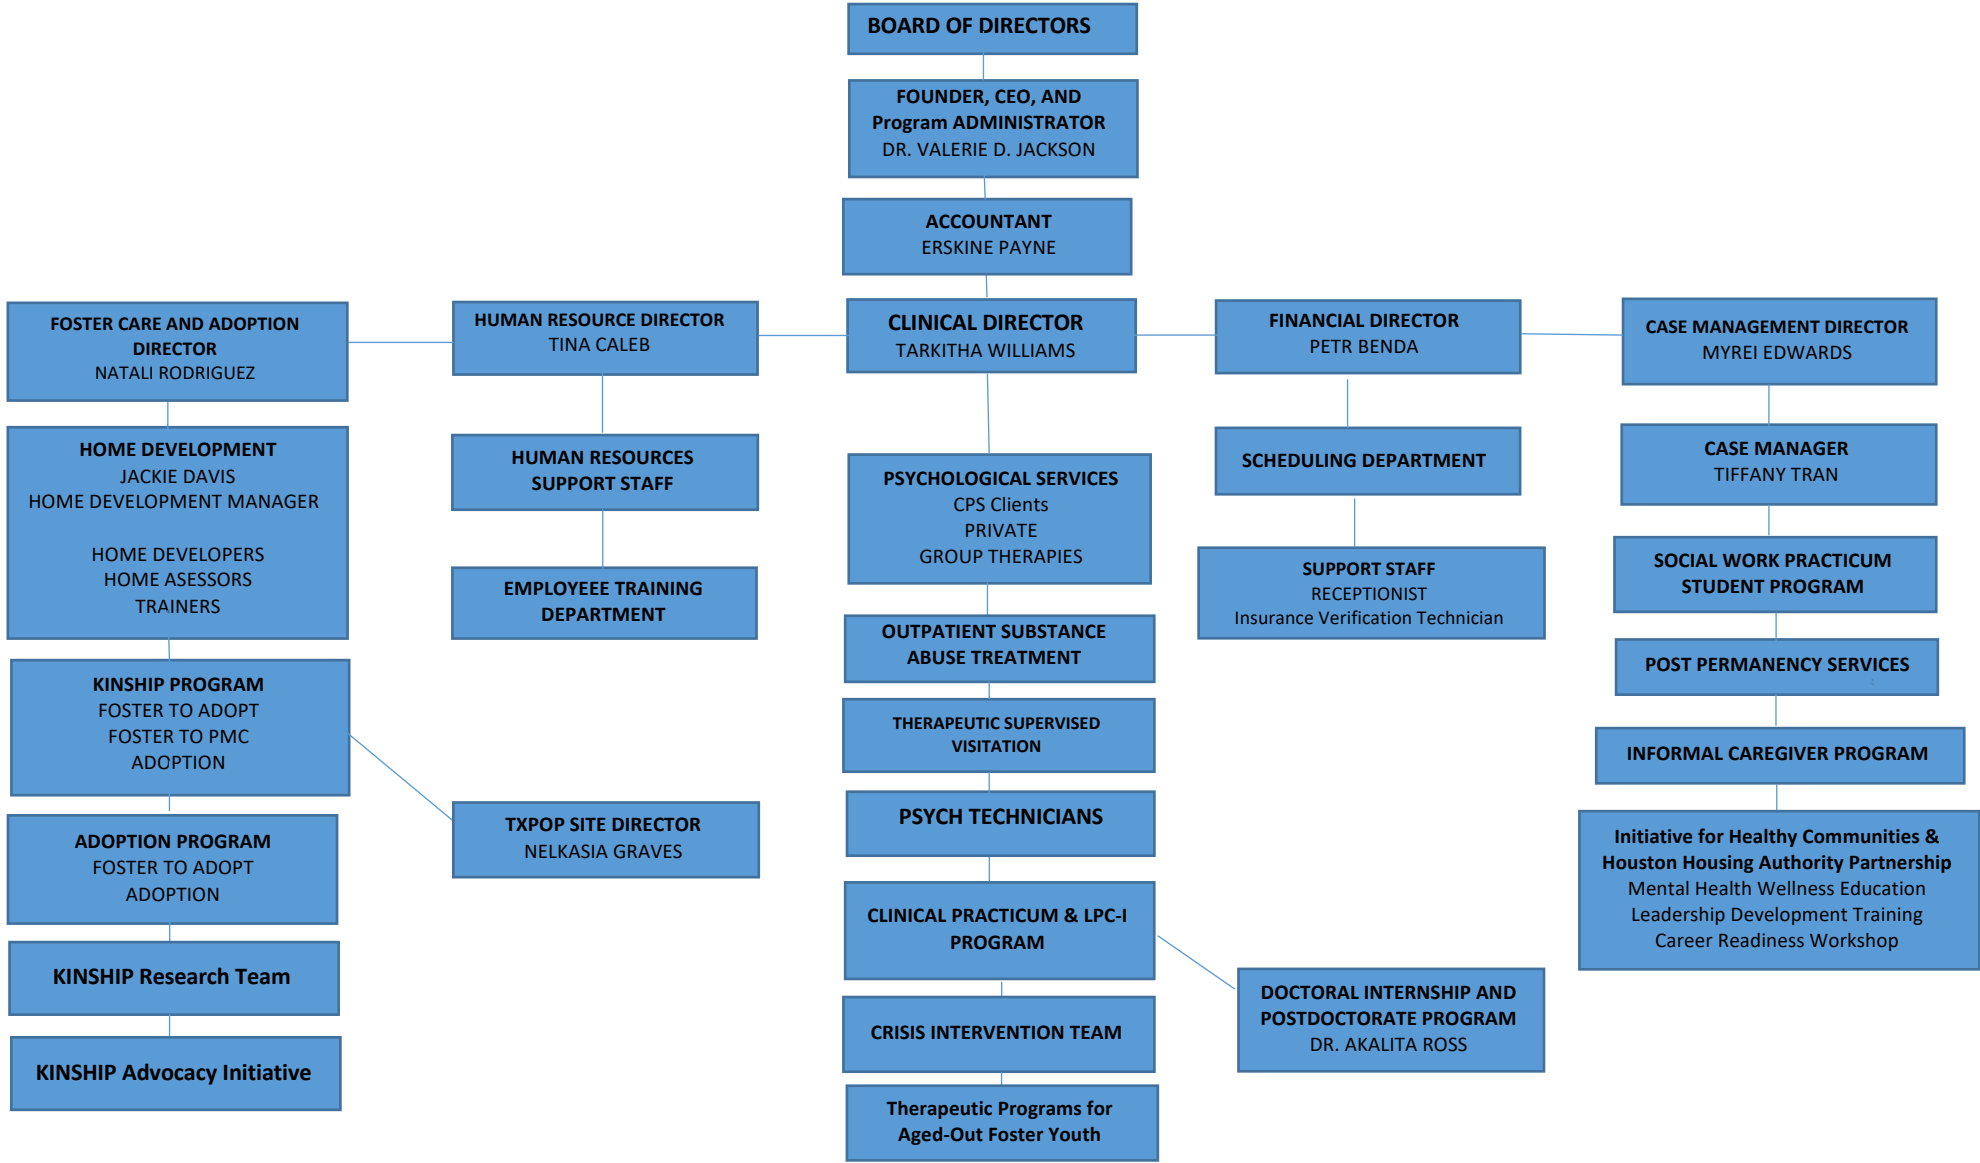 BOARD OF DIRECTORS
FOUNDER, CEO, AND
Program ADMINISTRATOR
DR. VALERIE D. JACKSON
ACCOUNTANT
ERSKINE PAYNE
FOSTER CARE AND ADOPTION
DIRECTOR
NATALI RODRIGUEZ
HUMAN RESOURCE DIRECTOR
TINA CALEB
CLINICAL DIRECTOR
TARKITHA WILLIAMS
FINANCIAL DIRECTOR
PETR BENDA
CASE MANAGEMENT DIRECTOR
MYREI EDWARDS
HOME DEVELOPMENT
JACKIE DAVIS
HOME DEVELOPMENT MANAGER
HOME DEVELOPERS
HOME ASESSORS
TRAINERS
KINSHIP PROGRAM
FOSTER TO ADOPT
FOSTER TO PMC
ADOPTION
ADOPTION PROGRAM
FOSTER TO ADOPT
ADOPTION
KINSHIP Research Team
KINSHIP Advocacy Initiative
HUMAN RESOURCES
SUPPORT STAFF
EMPLOYEEE TRAINING
DEPARTMENT
TXPOP SITE DIRECTOR
NELKASIA GRAVES
PSYCHOLOGICAL SERVICES
CPS Clients
PRIVATE
GROUP THERAPIES
OUTPATIENT SUBSTANCE
ABUSE TREATMENT
THERAPEUTIC SUPERVISED
VISITATION
PSYCH TECHNICIANS
CLINICAL PRACTICUM & LPC-I
PROGRAM
CRISIS INTERVENTION TEAM
Therapeutic Programs for
Aged-Out Foster Youth
SCHEDULING DEPARTMENT
SUPPORT STAFF
RECEPTIONIST
Insurance Verification Technician
DOCTORAL INTERNSHIP AND
POSTDOCTORATE PROGRAM
DR. AKALITA ROSS
CASE MANAGER
TIFFANY TRAN
SOCIAL WORK PRACTICUM
STUDENT PROGRAM
POST PERMANENCY SERVICES
INFORMAL CAREGIVER PROGRAM
Initiative for Healthy Communities &
Houston Housing Authority Partnership
Mental Health Wellness Education
Leadership Development Training
Career Readiness Workshop